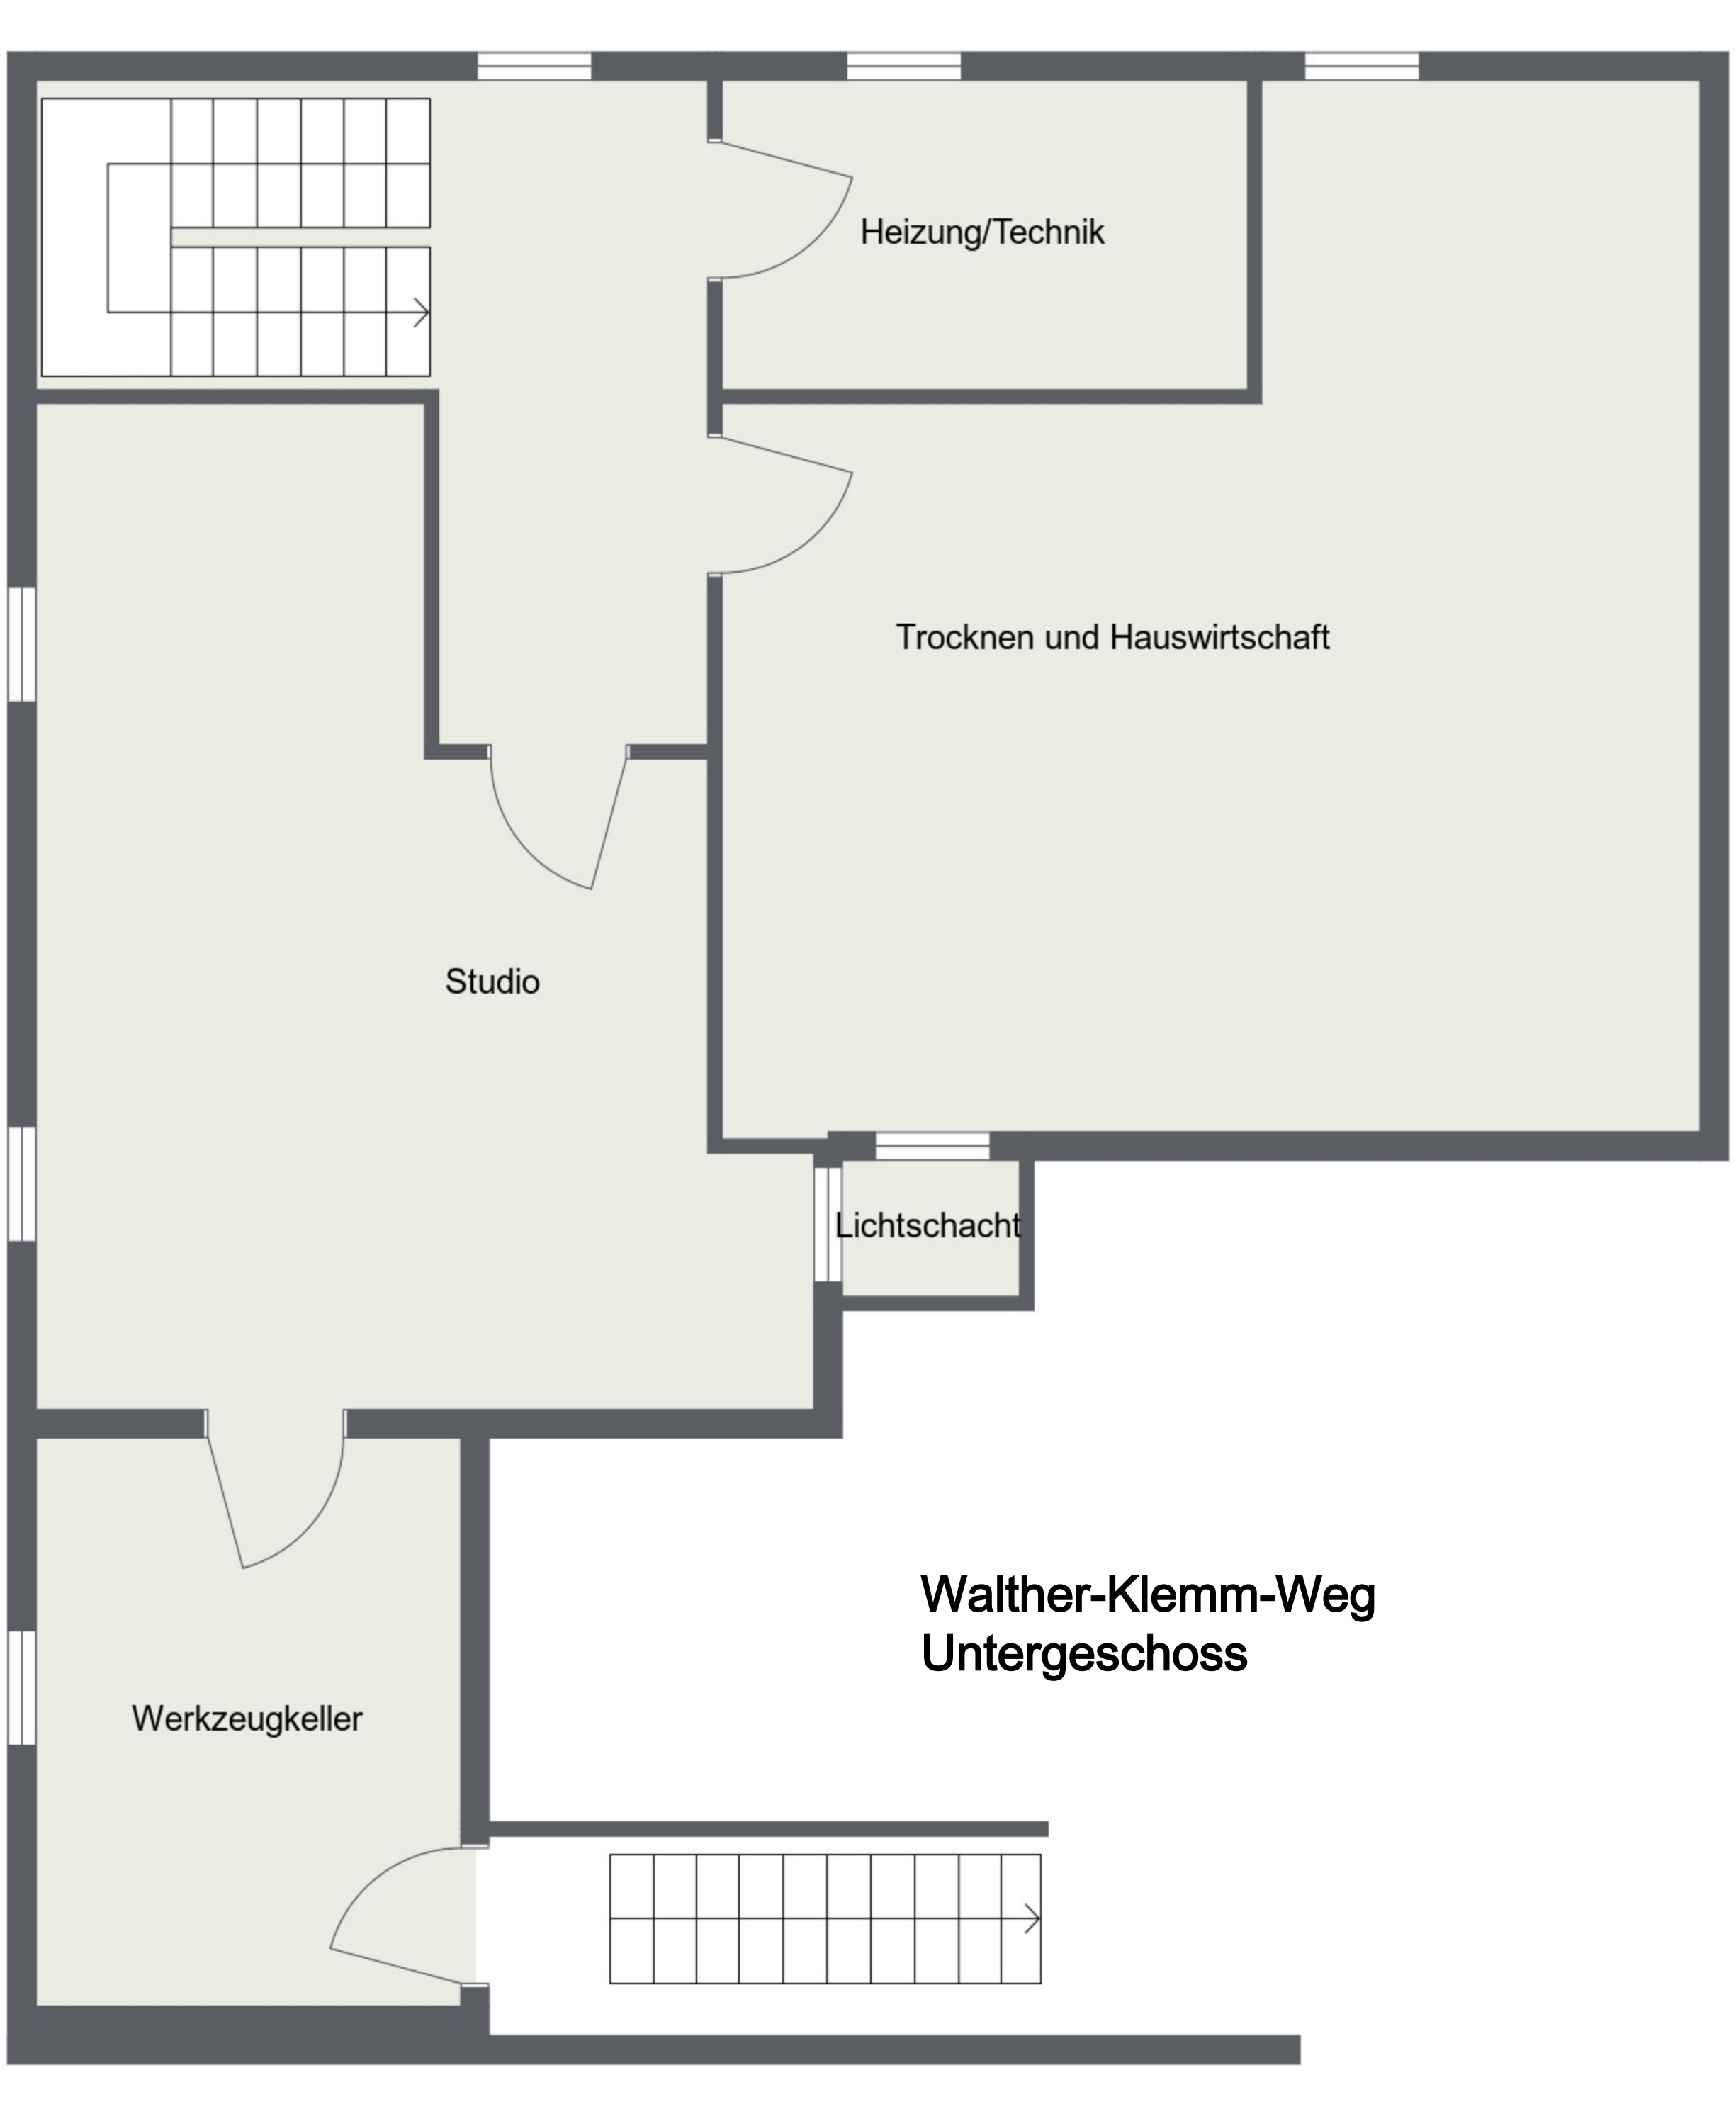 Heizung/Technik
Trocknen und Hauswirtschaft
Studio
Lichtschacht
Walther-Klemm-Weg
Untergeschoss
Werkzeugkeller